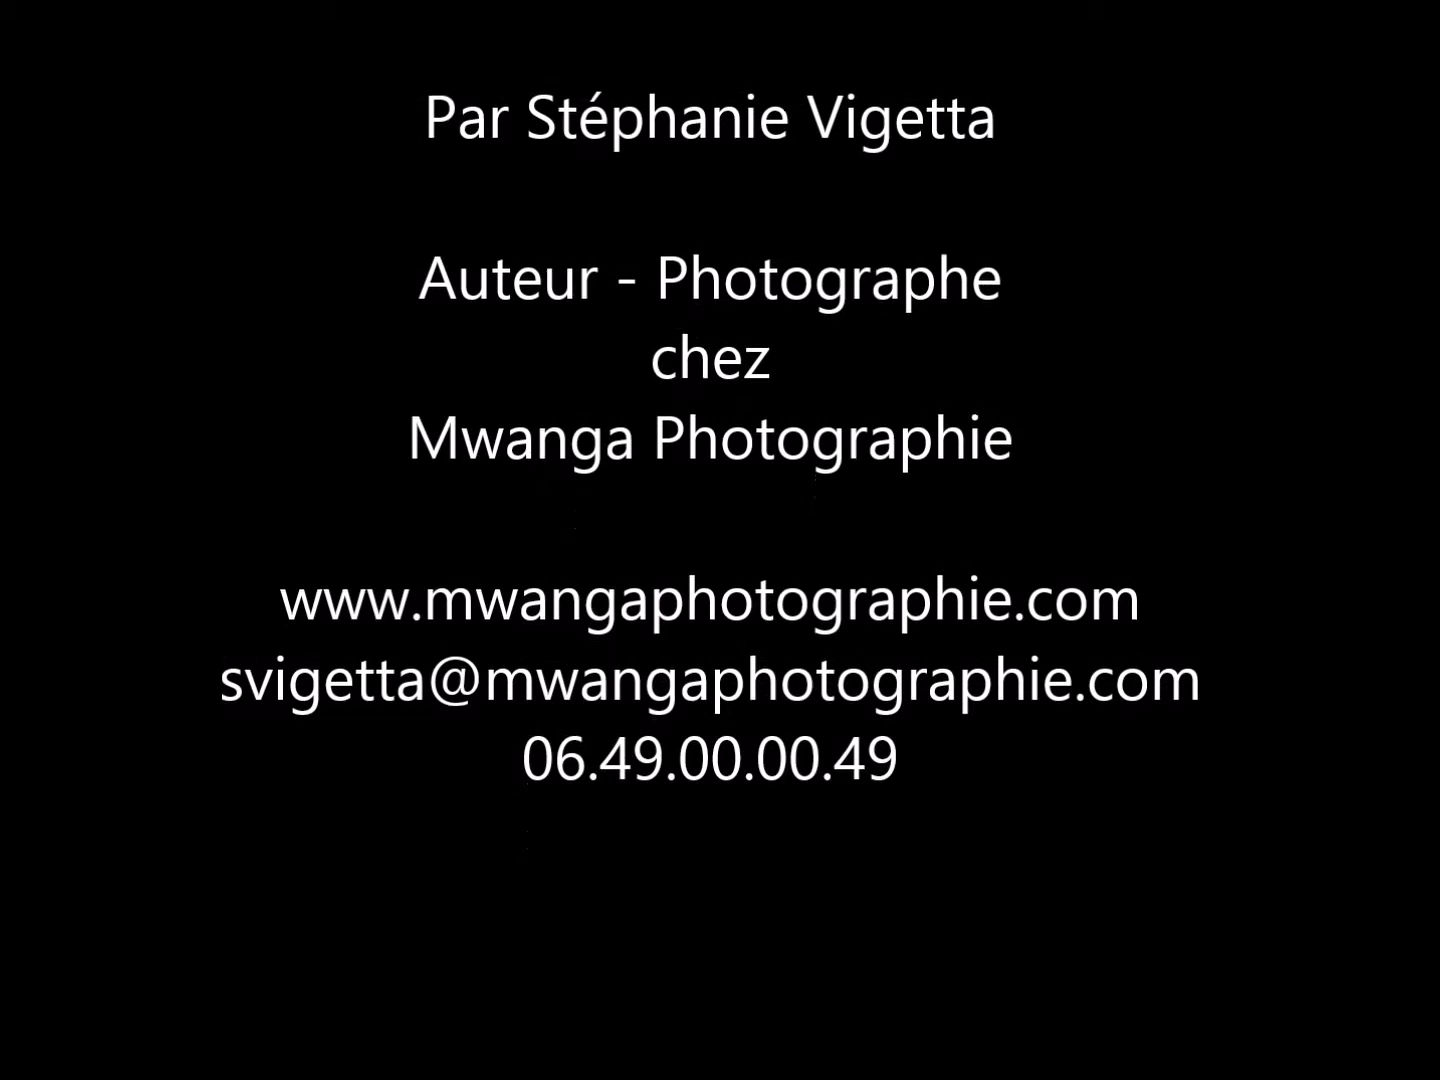 Par Stéphanie Vigetta
Auteur - Photographe
chez
Mwanga Photographie
www.mwangaphotographie.com
svigetta@mwangaphotographie.com
06.49.00.00.49